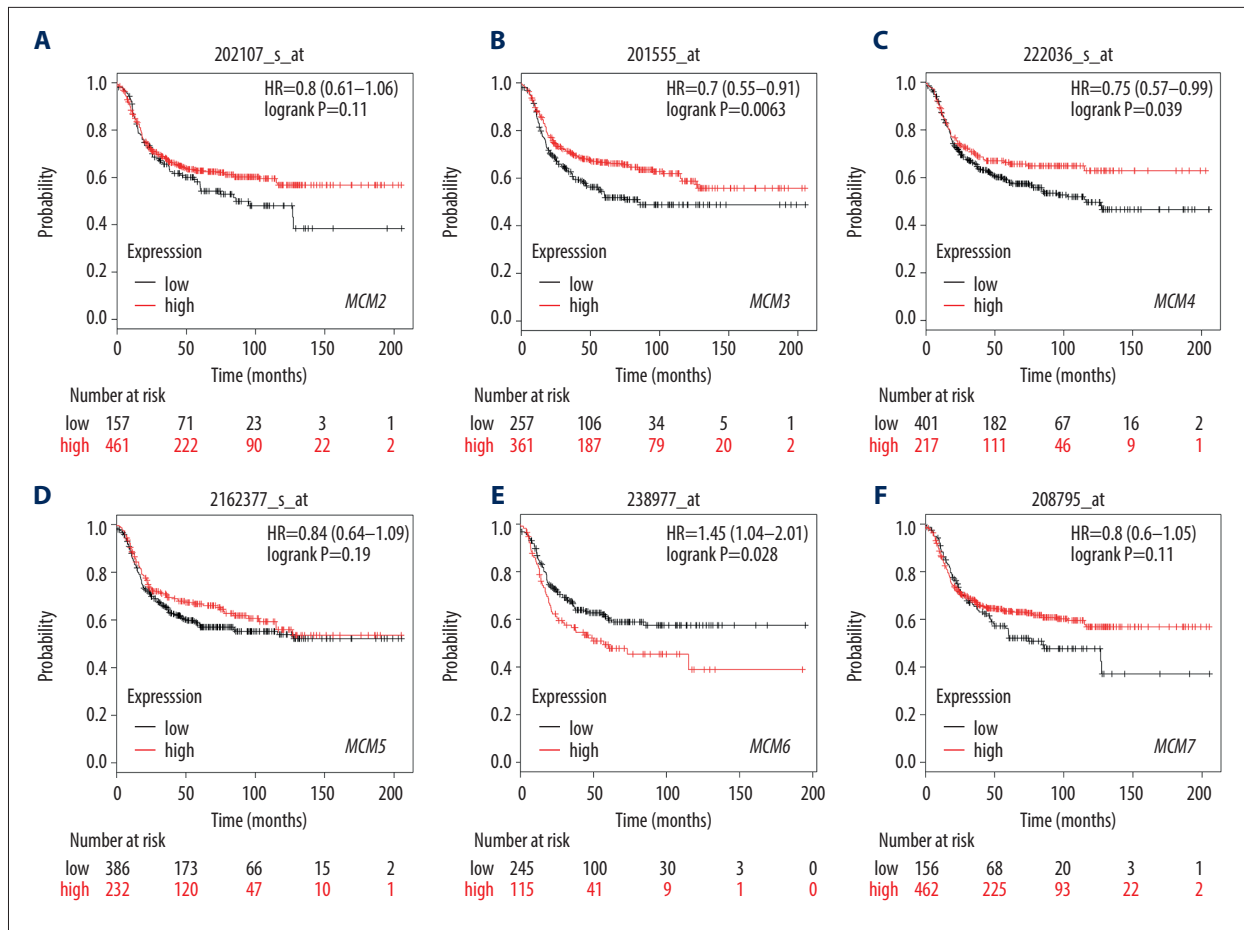 A
202107_s_at
HR=0.8 (0.61–1.06)
logrank P=0.11
1.0
0.8
0.6
0.4
0.2
0.0
Probability
Expresssion
low
high
MCM2
0 50 100 150 200
Time (months)
Number at risk
low 157 71 23 3 1
high 461 222 90 22 2
B
201555_at
HR=0.7 (0.55–0.91)
logrank P=0.0063
1.0
0.8
0.6
0.4
0.2
0.0
Probability
Expresssion
low
high
MCM3
0 50 100 150 200
Time (months)
Number at risk
low 257 106 34 5 1
high 361 187 79 20 2
C
222036_s_at
HR=0.75 (0.57–0.99)
logrank P=0.039
1.0
0.8
0.6
0.4
0.2
0.0
Probability
Expresssion
low
high
MCM4
0 50 100 150 200
Time (months)
Number at risk
low 401 182 67 16 2
high 217 111 46 9 1
D
2162377_s_at
HR=0.84 (0.64–1.09)
logrank P=0.19
1.0
0.8
0.6
0.4
0.2
0.0
Probability
Expresssion
low
high
MCM5
0 50 100 150 200
Time (months)
Number at risk
low 386 173 66 15 2
high 232 120 47 10 1
E
238977_at
HR=1.45 (1.04–2.01)
logrank P=0.028
1.0
0.8
0.6
0.4
0.2
0.0
Probability
Expresssion
low
high
MCM6
0 50 100 150 200
Time (months)
Number at risk
low 245 100 30 3 0
high 115 41 9 1 0
F
208795_at
HR=0.8 (0.6–1.05)
logrank P=0.11
1.0
0.8
0.6
0.4
0.2
0.0
Probability
Expresssion
low
high
MCM7
0 50 100 150 200
Time (months)
Number at risk
low 156 68 20 3 1
high 462 225 93 22 2